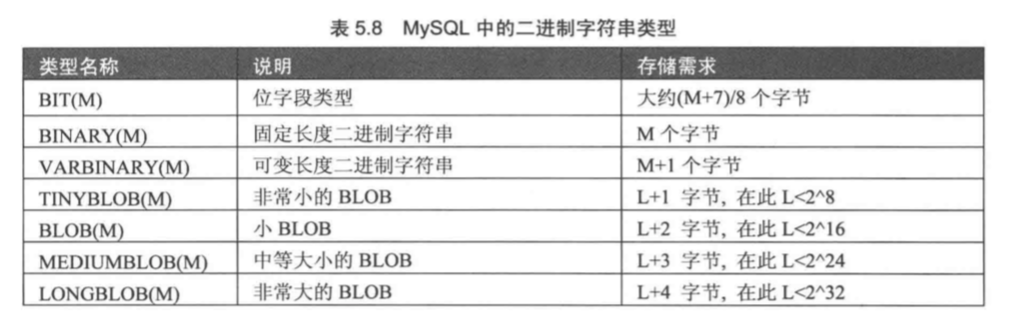 表 5.8 MySQL 中的二进制字符串类型
类型名称 说明 存储需求
BIT(M) 位字段类型 大约(M+7)/8 个字节
BINARY(M) 固定长度二进制字符串 M 个字节
VARBINARY(M) 可变长度二进制字符串 M+1 个字节
TINYBLOB(M) 非常小的 BLOB L+1 字节, 在此 L<2^8
BLOB(M) 小 BLOB L+2 字节, 在此 L<2^16
MEDIUMBLOB(M) 中等大小的 BLOB L+3 字节, 在此 L<2^24
LONGBLOB(M) 非常大的 BLOB L+4 字节, 在此 L<2^32